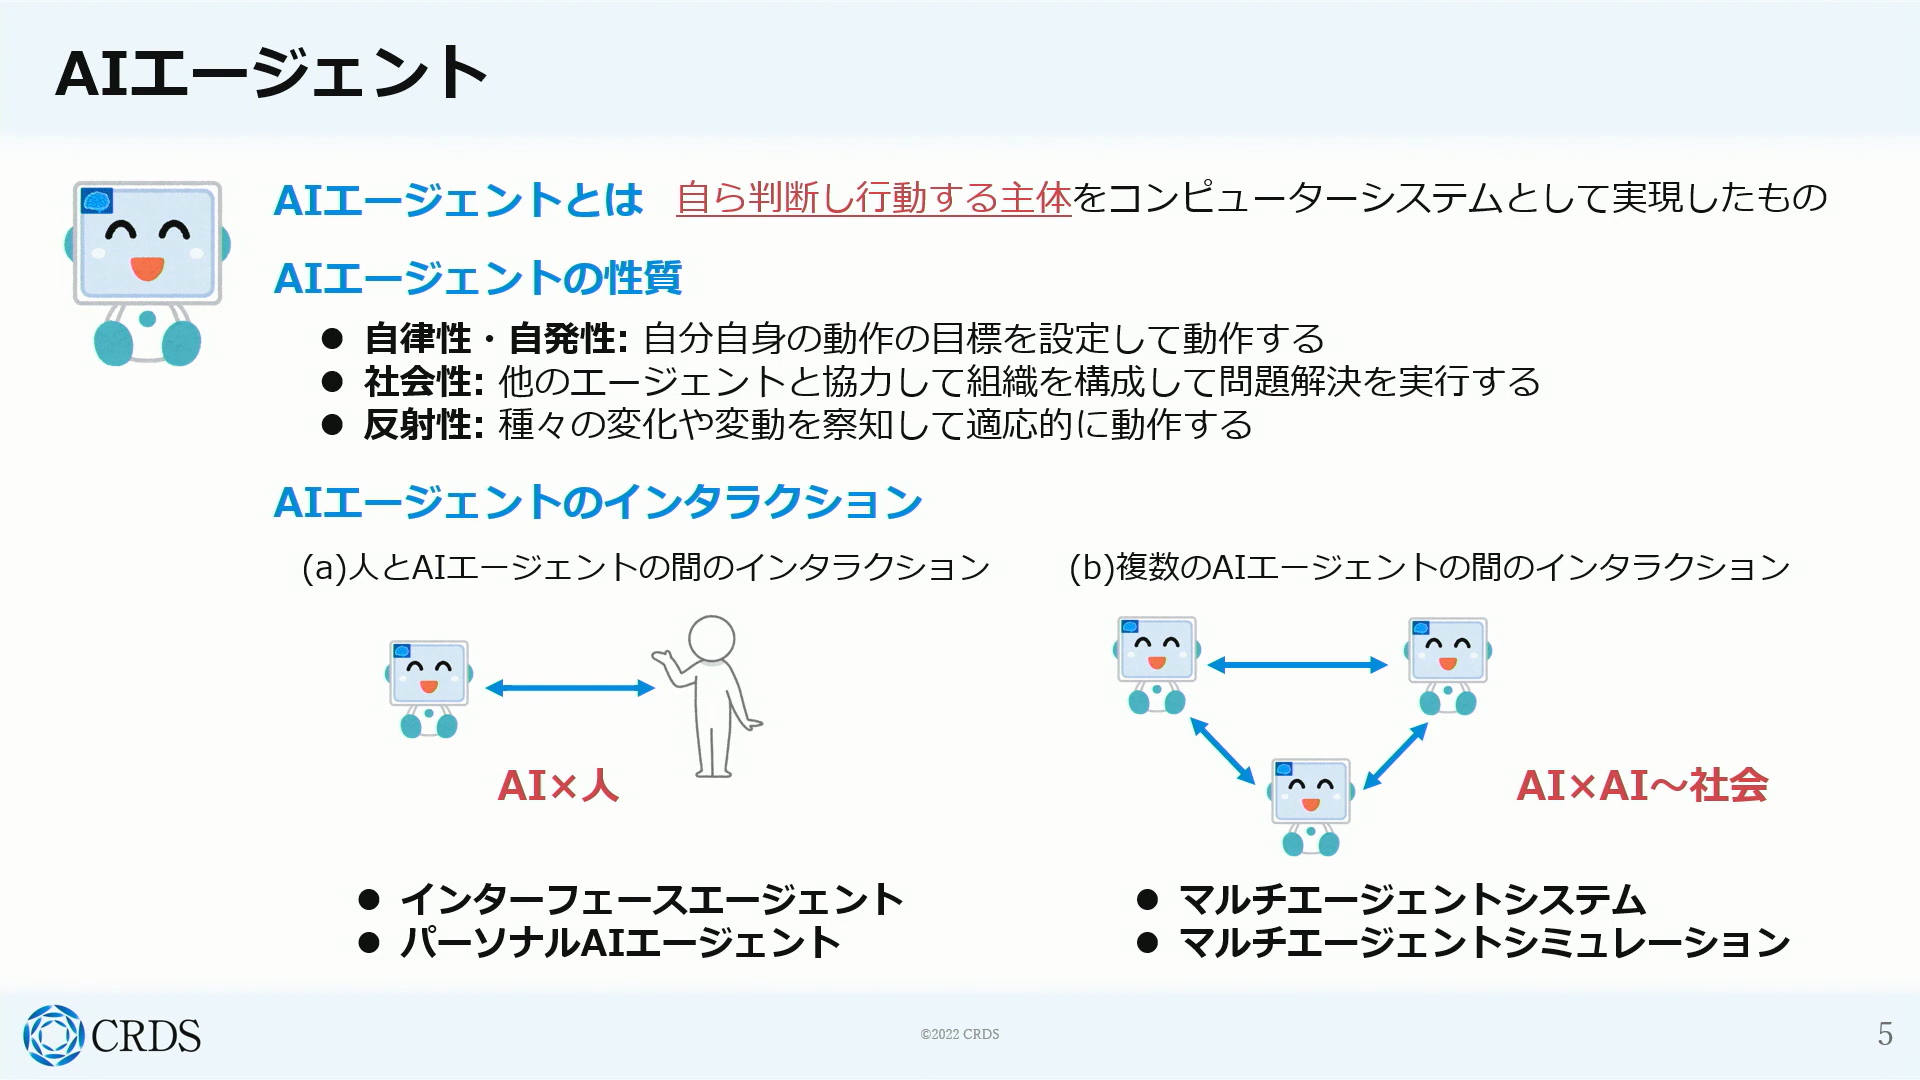 AIエージェント
AIエージェントとは 自ら判断し行動する主体をコンピューターシステムとして実現したもの
AIエージェントの性質
● 自律性・自発性: 自分自身の動作の目標を設定して動作する
● 社会性: 他のエージェントと協力して組織を構成して問題解決を実行する
● 反射性: 種々の変化や変動を察知して適応的に動作する
AIエージェントのインタラクション
(a)人とAIエージェントの間のインタラクション
AI×人
● インターフェースエージェント
● パーソナルAIエージェント
(b)複数のAIエージェントの間のインタラクション
AI×AI～社会
● マルチエージェントシステム
● マルチエージェントシミュレーション
CRDS
©2022 CRDS
5